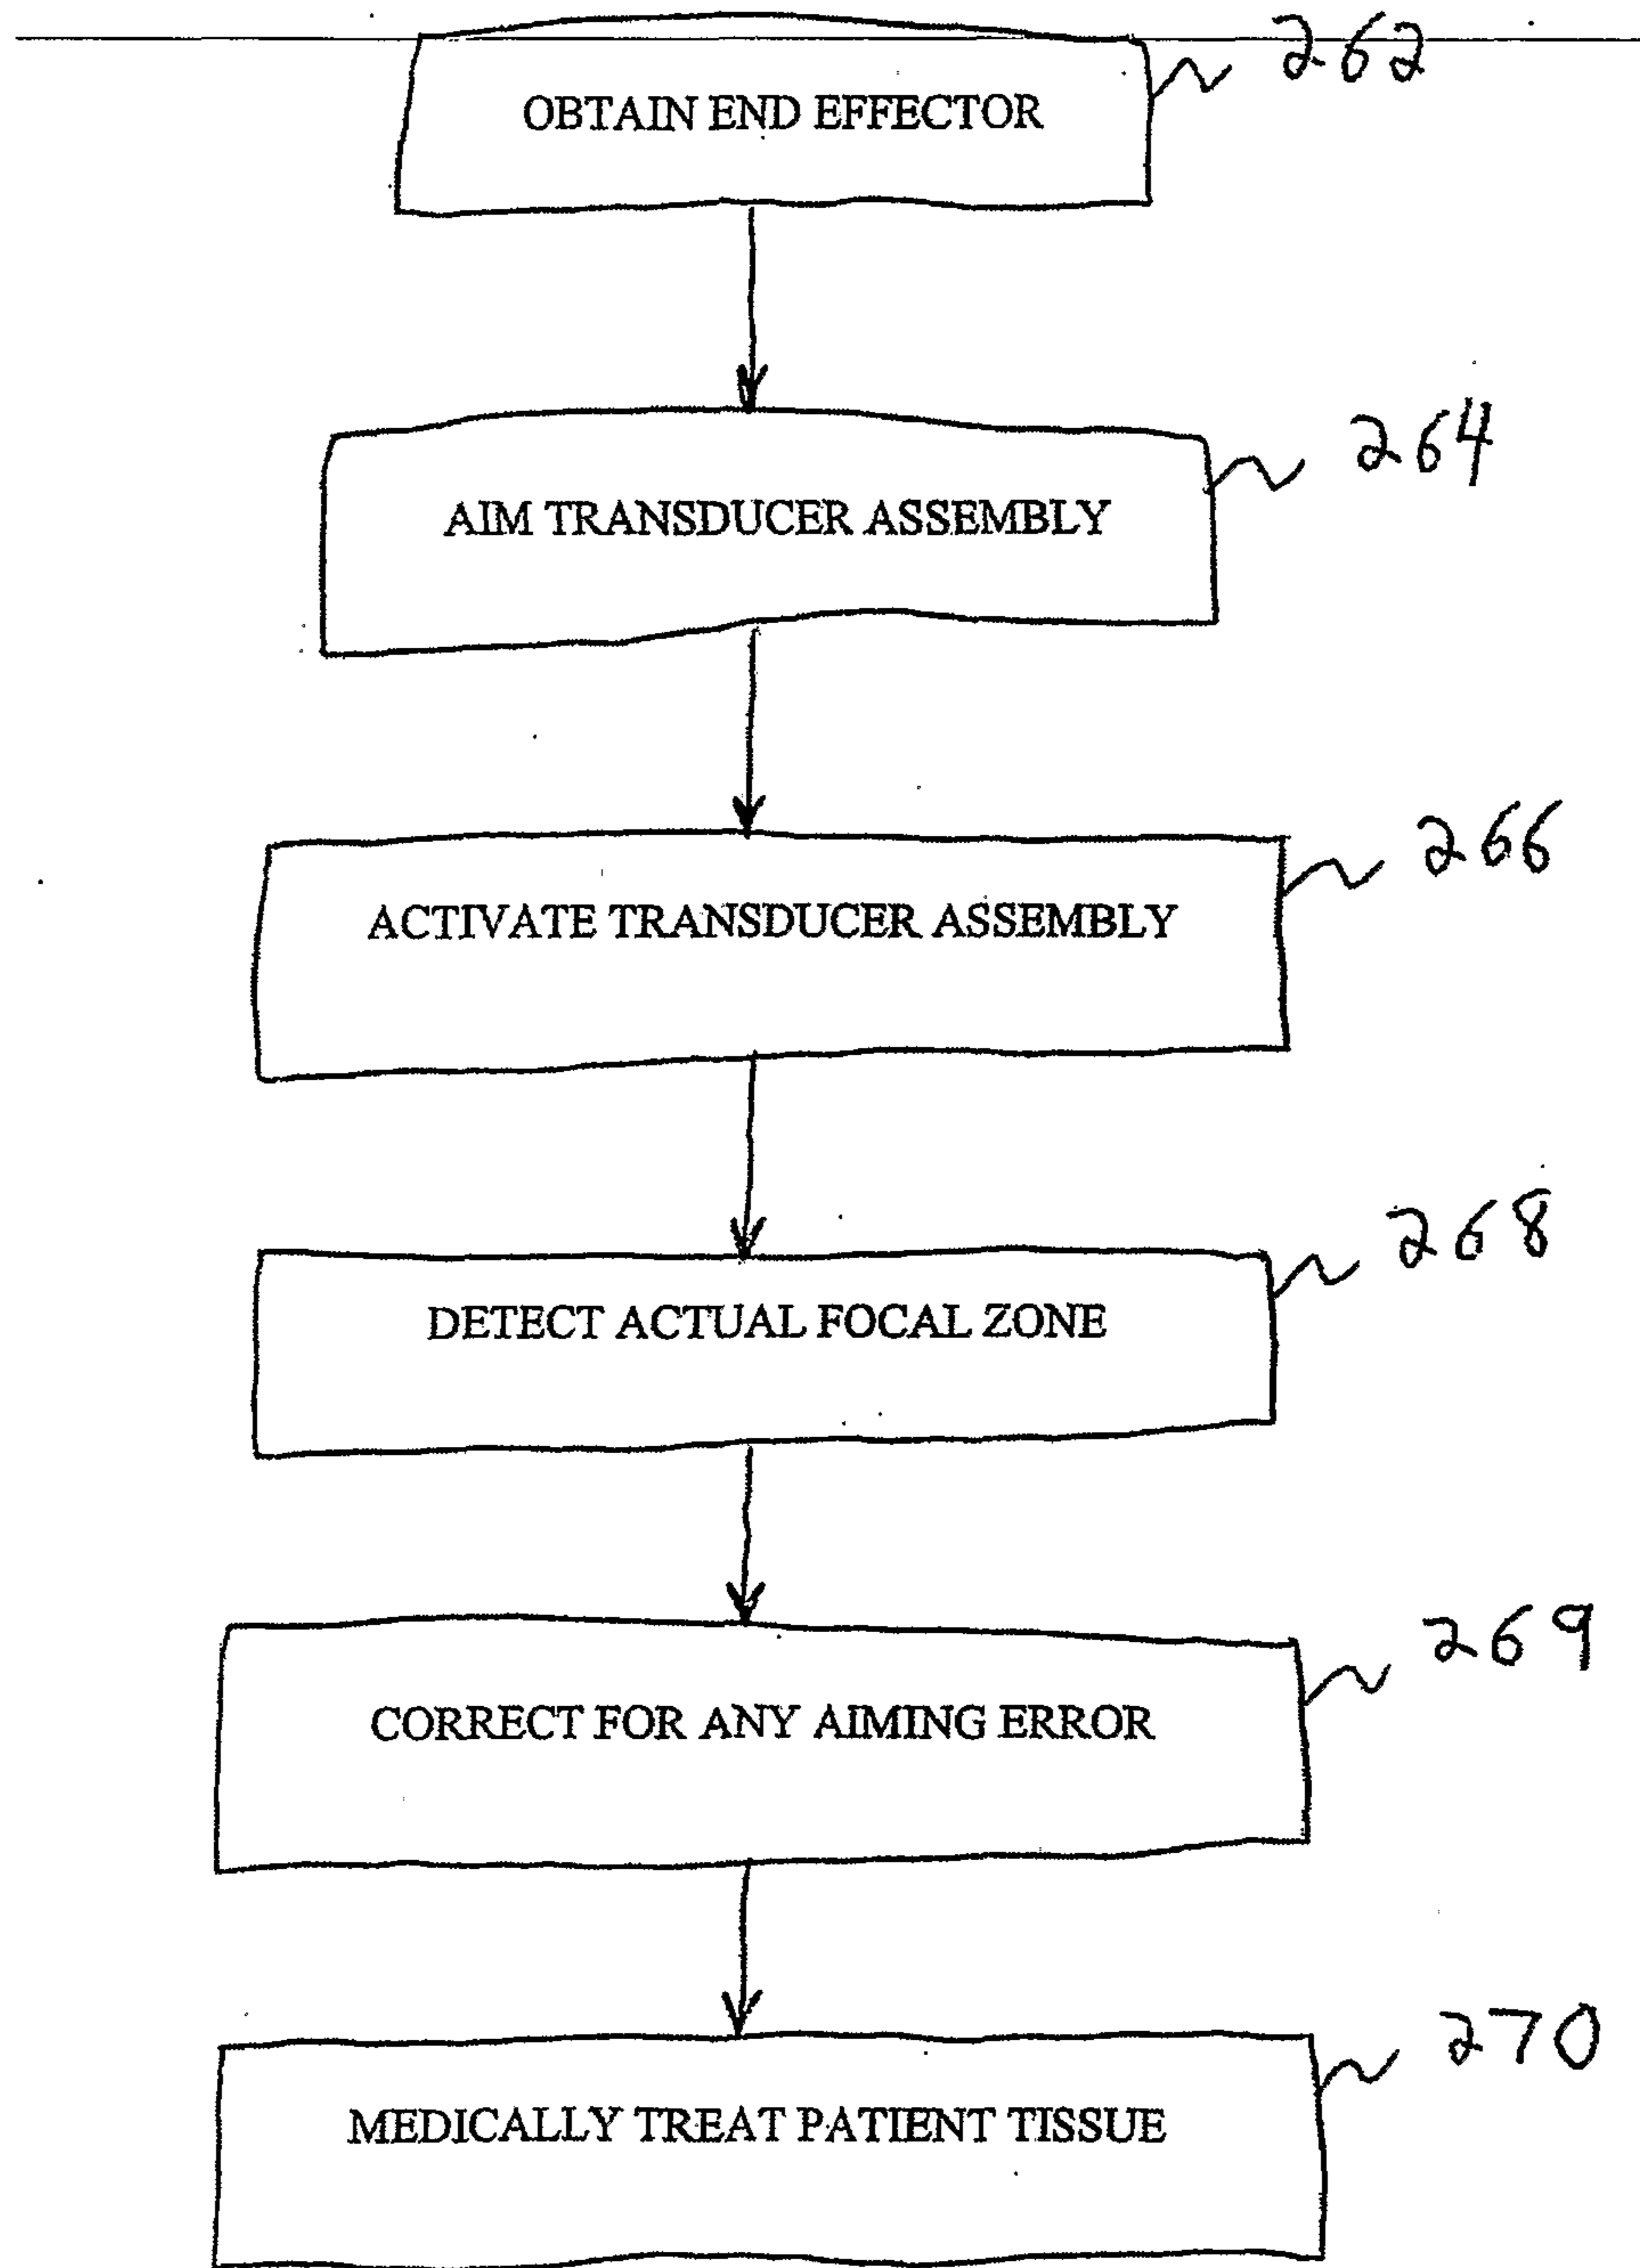 262
OBTAIN END EFFECTOR
264
AIM TRANSDUCER ASSEMBLY
266
ACTIVATE TRANSDUCER ASSEMBLY
268
DETECT ACTUAL FOCAL ZONE
269
CORRECT FOR ANY AIMING ERROR
270
MEDICALLY TREAT PATIENT TISSUE